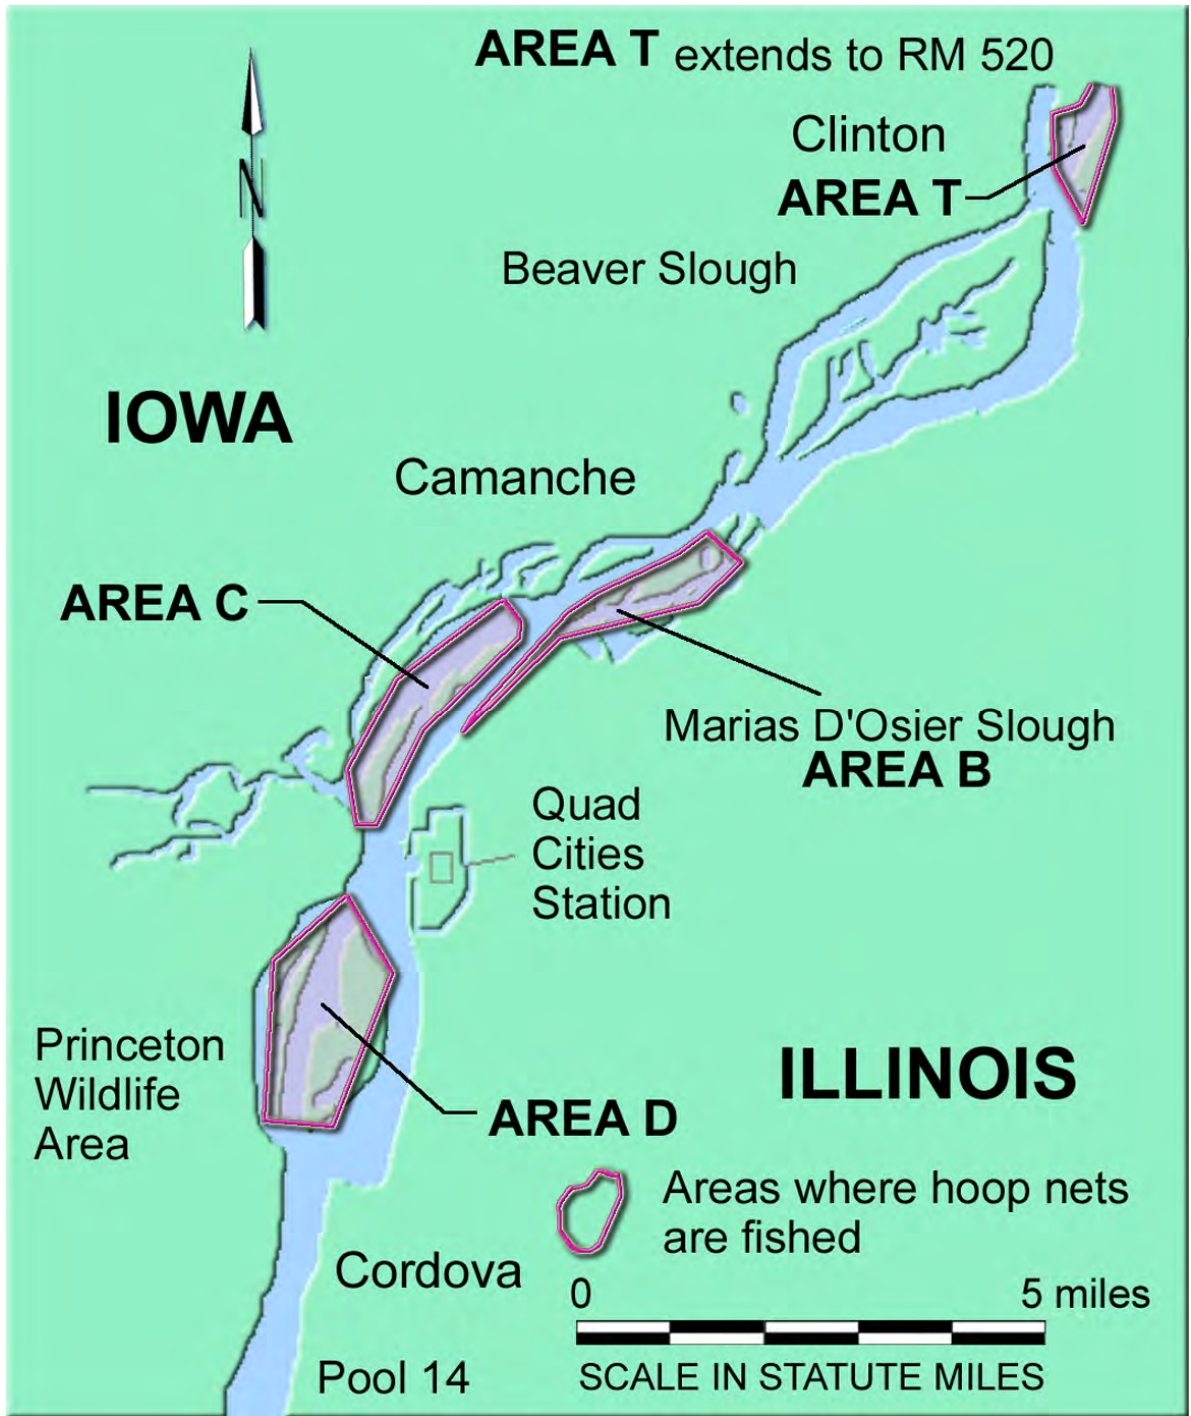 AREA T extends to RM 520
Clinton
AREA T
N
Beaver Slough
IOWA
Camanche
AREA C
Marias D'Osier Slough
AREA B
Quad
Cities
Station
Princeton
Wildlife
Area
ILLINOIS
AREA D
Areas where hoop nets
are fished
Cordova
0 5 miles
Pool 14
SCALE IN STATUTE MILES